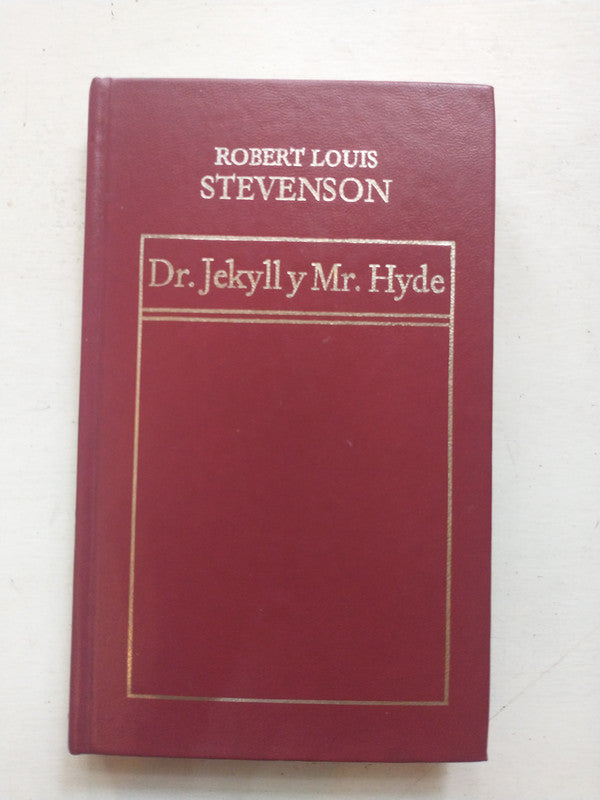 ROBERT LOUIS
STEVENSON
Dr. Jekyll y Mr. Hyde